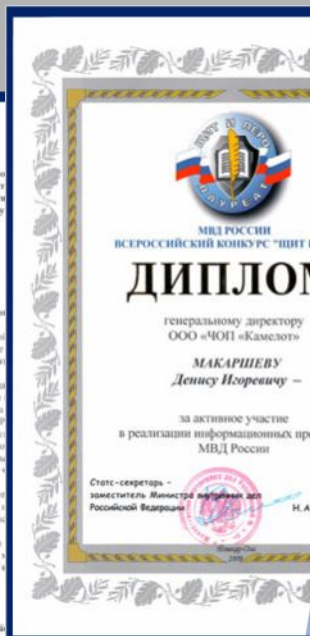 ЩИТ И ПЕРО
ЛАУРЕАТ
МВД РОССИИ
ВСЕРОССИЙСКИЙ КОНКУРС "ЩИТ
ДИПЛОМ
генеральному директору
ООО «ЧОП «Камелот»
МАКАРШЕВУ
Денису Игоревичу –
за активное участие
в реализации информационных
МВД России
Статс-секретарь –
заместитель Министра внутренних дел
Российской Федерации
Н.А